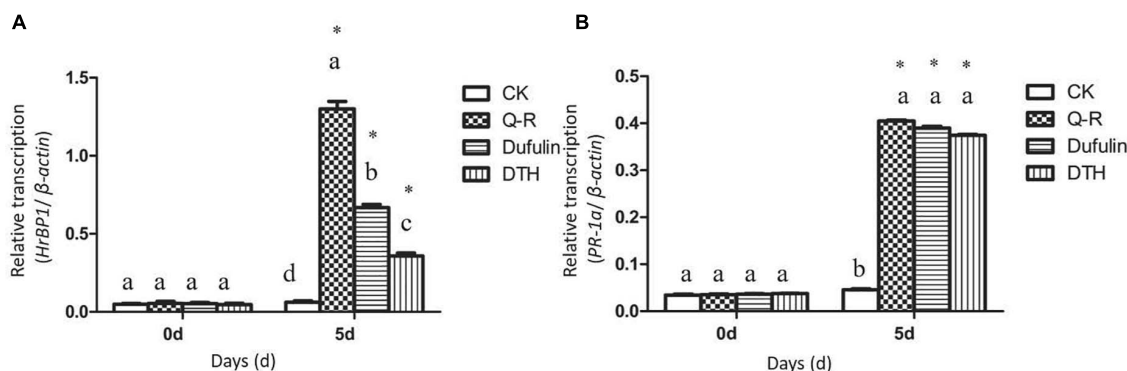 A
Relative transcription
(HrBP1/ β-actin)
1.5
1.0
0.5
0.0
*
a
*
b
*
c
a a a a
d
0d 5d
Days (d)
CK
Q-R
Dufulin
DTH
B
Relative transcription
(PR-1a/ β-actin)
0.5
0.4
0.3
0.2
0.1
0.0
* * *
a a a
a a a a
b
0d 5d
Days (d)
CK
Q-R
Dufulin
DTH